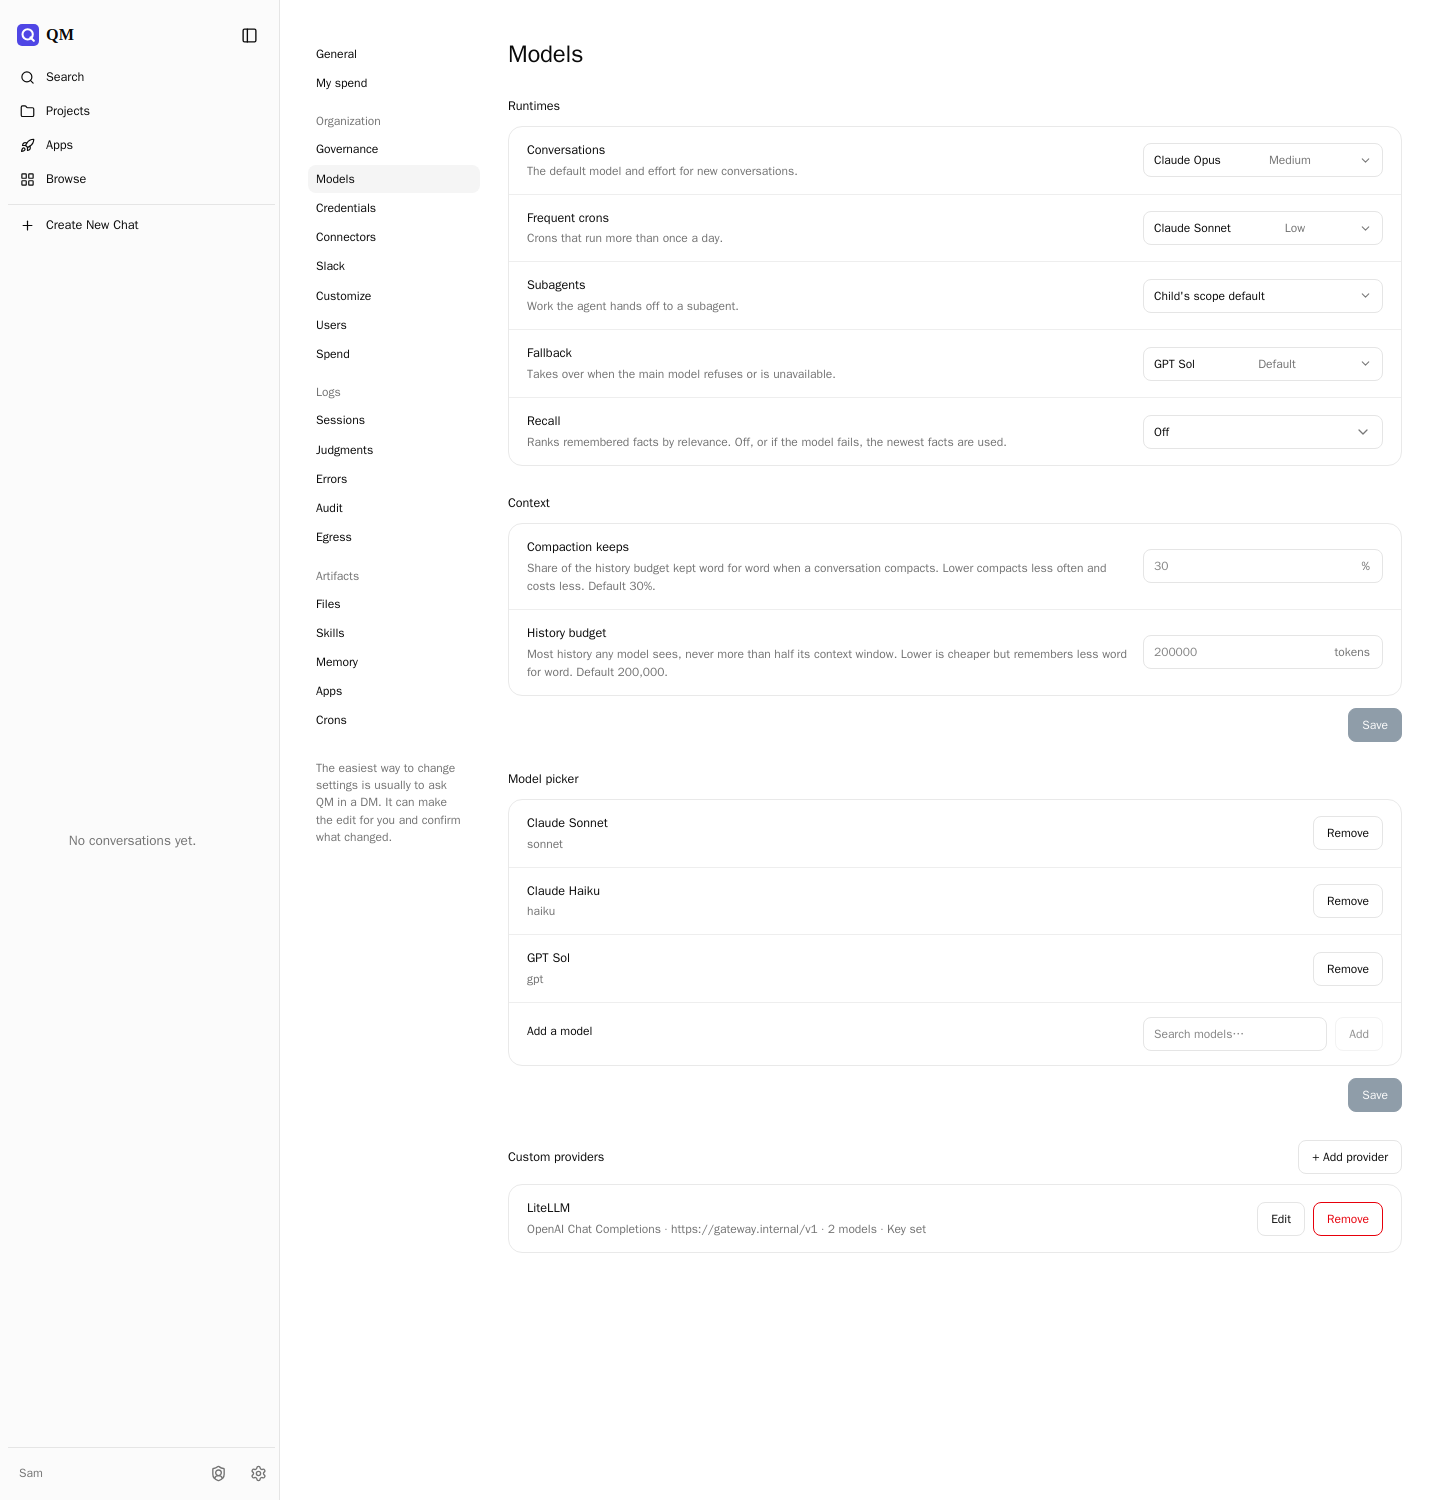 QM
Search
Projects
Apps
Browse
Create New Chat
No conversations yet.
Sam
General
My spend
Organization
Governance
Models
Credentials
Connectors
Slack
Customize
Users
Spend
Logs
Sessions
Judgments
Errors
Audit
Egress
Artifacts
Files
Skills
Memory
Apps
Crons
The easiest way to change
settings is usually to ask
QM in a DM. It can make
the edit for you and confirm
what changed.
Models
Runtimes
Conversations
The default model and effort for new conversations.
Claude Opus Medium
Frequent crons
Crons that run more than once a day.
Claude Sonnet Low
Subagents
Work the agent hands off to a subagent.
Child's scope default
Fallback
Takes over when the main model refuses or is unavailable.
GPT Sol Default
Recall
Ranks remembered facts by relevance. Off, or if the model fails, the newest facts are used.
Off
Context
Compaction keeps
Share of the history budget kept word for word when a conversation compacts. Lower compacts less often and
costs less. Default 30%.
30 %
History budget
Most history any model sees, never more than half its context window. Lower is cheaper but remembers less word
for word. Default 200,000.
200000 tokens
Save
Model picker
Claude Sonnet
sonnet
Remove
Claude Haiku
haiku
Remove
GPT Sol
gpt
Remove
Add a model
Search models…
Add
Save
Custom providers
+ Add provider
LiteLLM
OpenAI Chat Completions · https://gateway.internal/v1 · 2 models · Key set
Edit
Remove